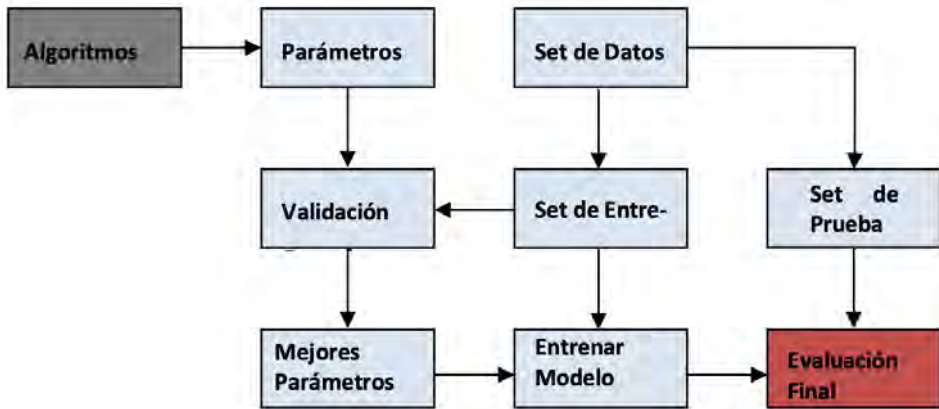 Algoritmos
Parámetros
Set de Datos
Validación
Set de Entre-
Set de
Prueba
Mejores
Parámetros
Entrenar
Modelo
Evaluación
Final